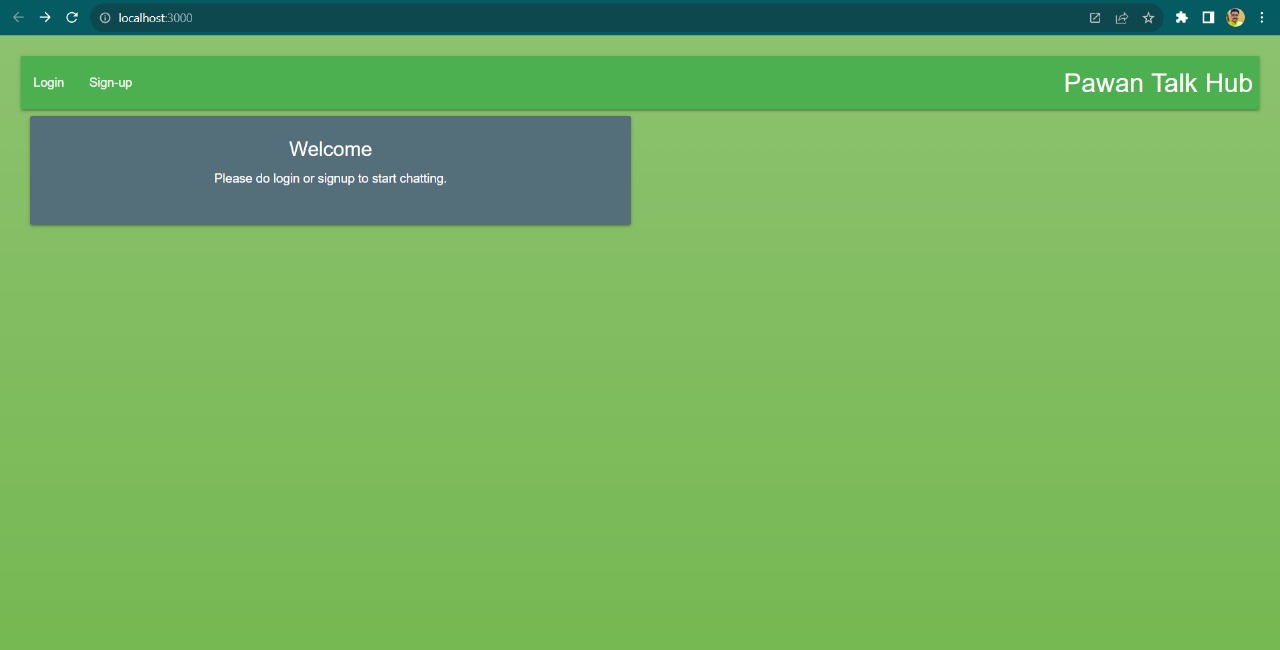 localhost:3000
Login Sign-up Pawan Talk Hub
Welcome
Please do login or signup to start chatting.